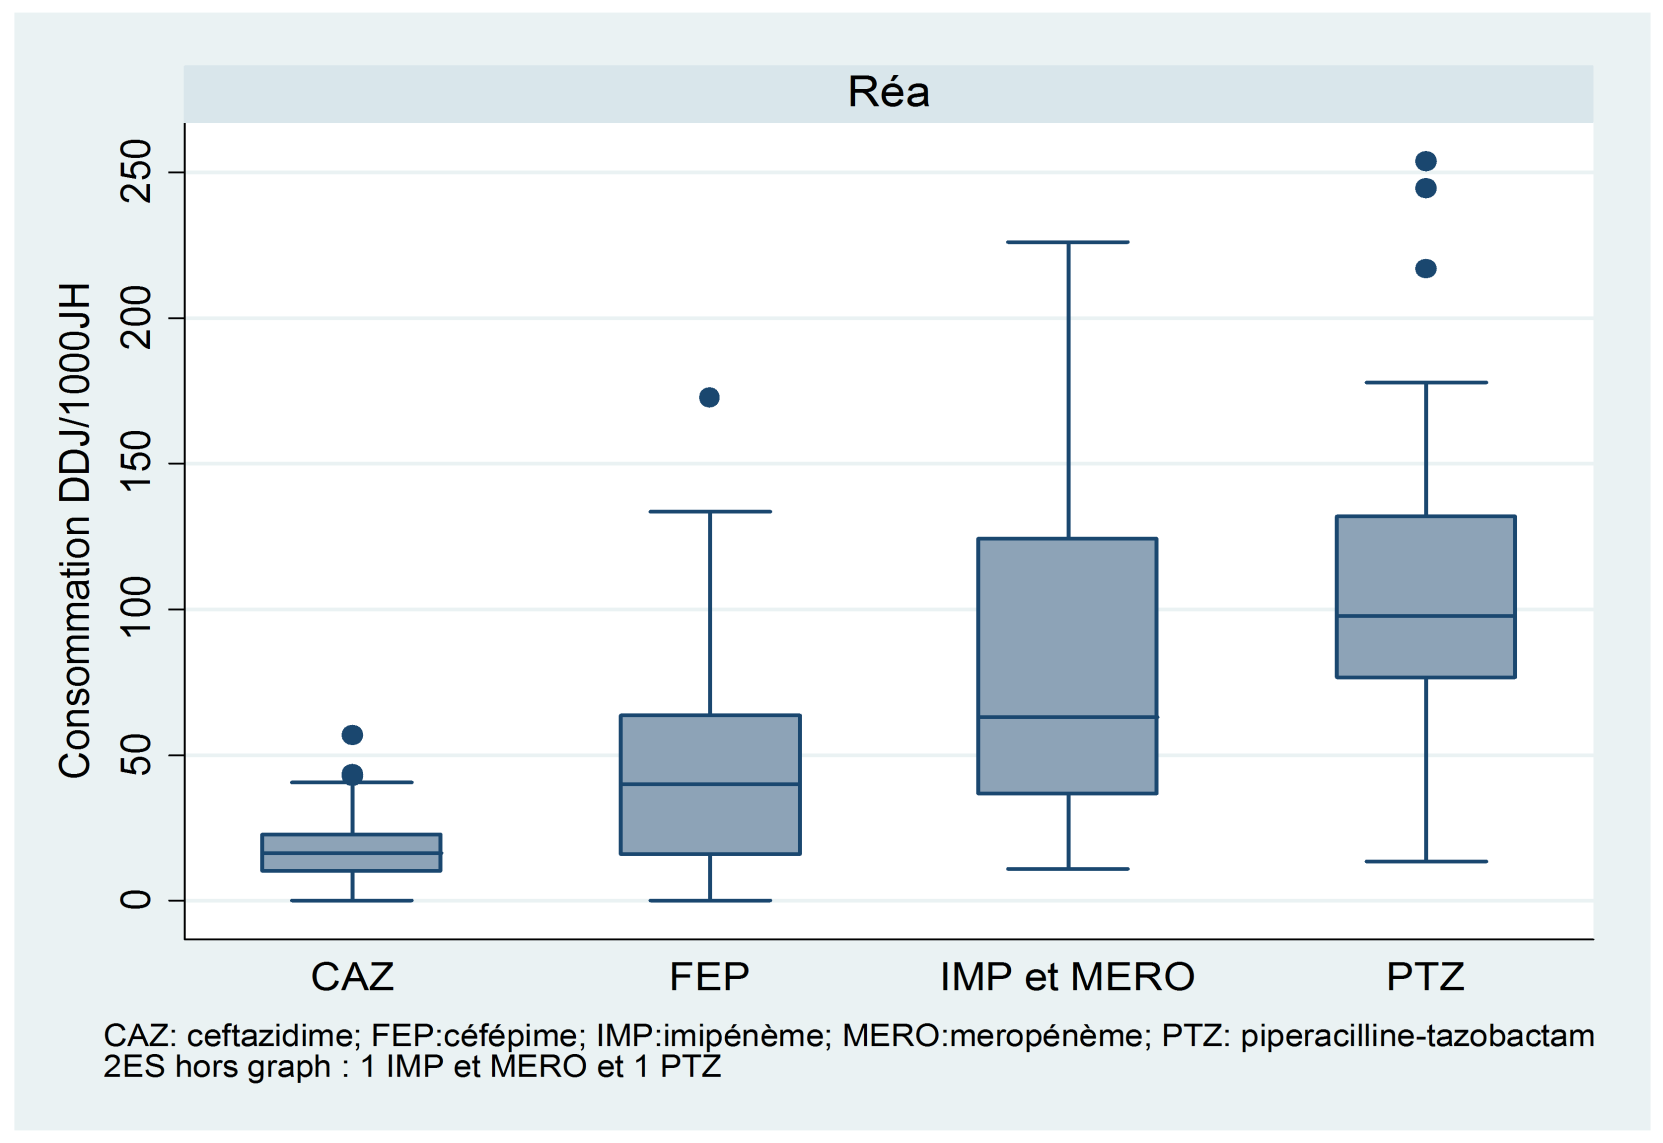 Réa
Consommation DDJ/1000JH
250
200
150
100
50
0
CAZ
FEP
IMP et MERO
PTZ
CAZ: ceftazidime; FEP:céfépime; IMP:imipénème; MERO:meropénème; PTZ: piperacilline-tazobactam
2ES hors graph : 1 IMP et MERO et 1 PTZ